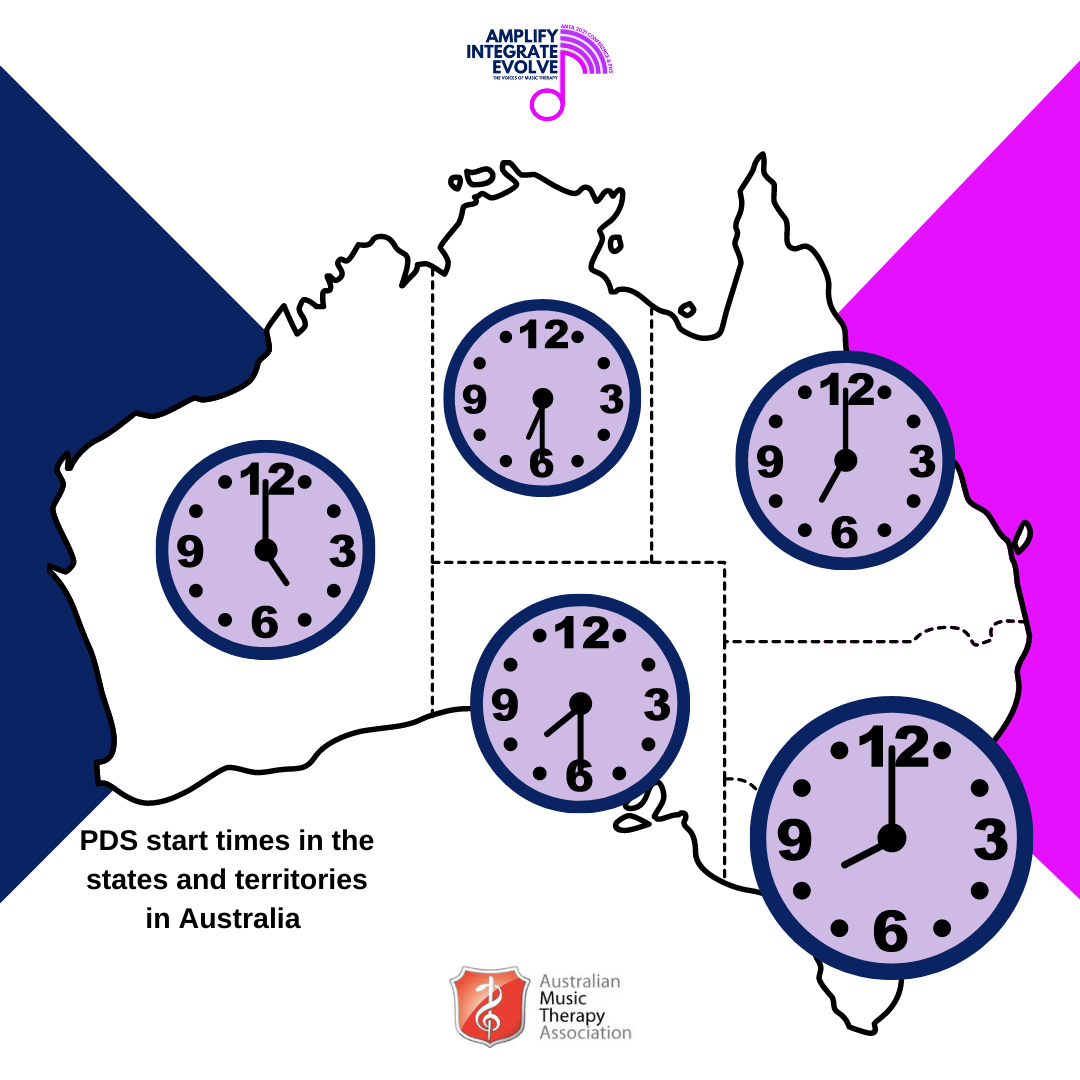 AMPLIFY
INTEGRATE
EVOLVE
THE VOICES OF MUSIC THERAPY
AMTA 2021 CONFERENCE & PDS
12
3
6
9
12
3
6
9
12
3
6
9
12
3
6
9
12
3
6
9
PDS start times in the
states and territories
in Australia
Australian
Music
Therapy
Association